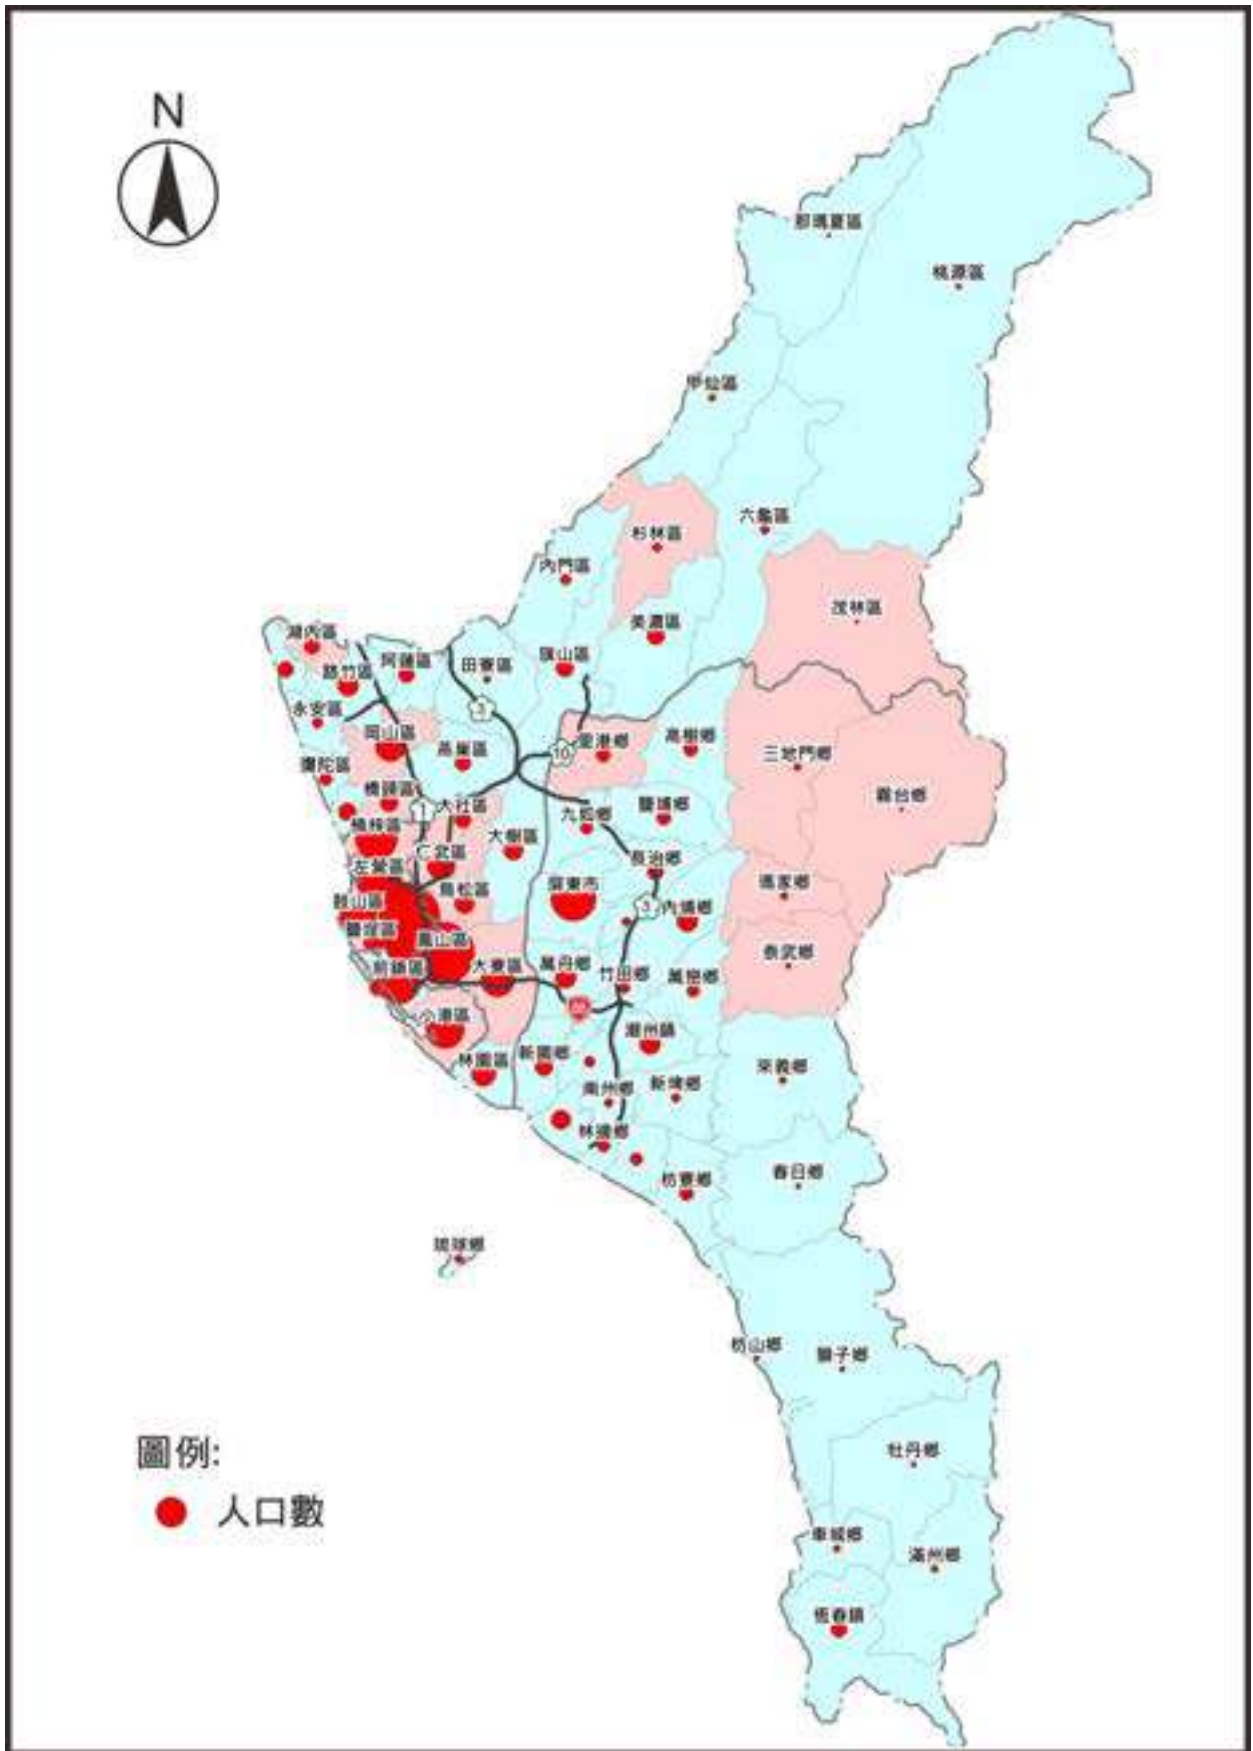 N
那瑪夏區
桃源區
甲仙區
六龜區
杉林區
內門區
茂林區
美濃區
湖內區
旗山區
阿蓮區
田寮區
路竹區
3
永安區
岡山區
里港鄉
高樹鄉
燕巢區
10
三地門鄉
彌陀區
橋頭區
霧台鄉
大社區
1
鹽埔鄉
九如鄉
楠梓區
大樹區
仁武區
長治鄉
左營區
屏東市
瑪家鄉
鳥松區
鼓山區
3
內埔鄉
鹽埕區
鳳山區
泰武鄉
前鎮區
大寮區
萬丹鄉
竹田鄉
萬巒鄉
88
小港區
潮州鎮
林園區
新園鄉
來義鄉
南州鄉
新埤鄉
林邊鄉
春日鄉
枋寮鄉
琉球鄉
枋山鄉
獅子鄉
圖例:
牡丹鄉
人口數
車城鄉
滿州鄉
恆春鎮